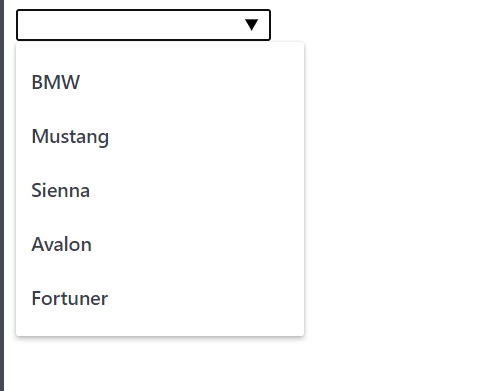 BMW
Mustang
Sienna
Avalon
Fortuner